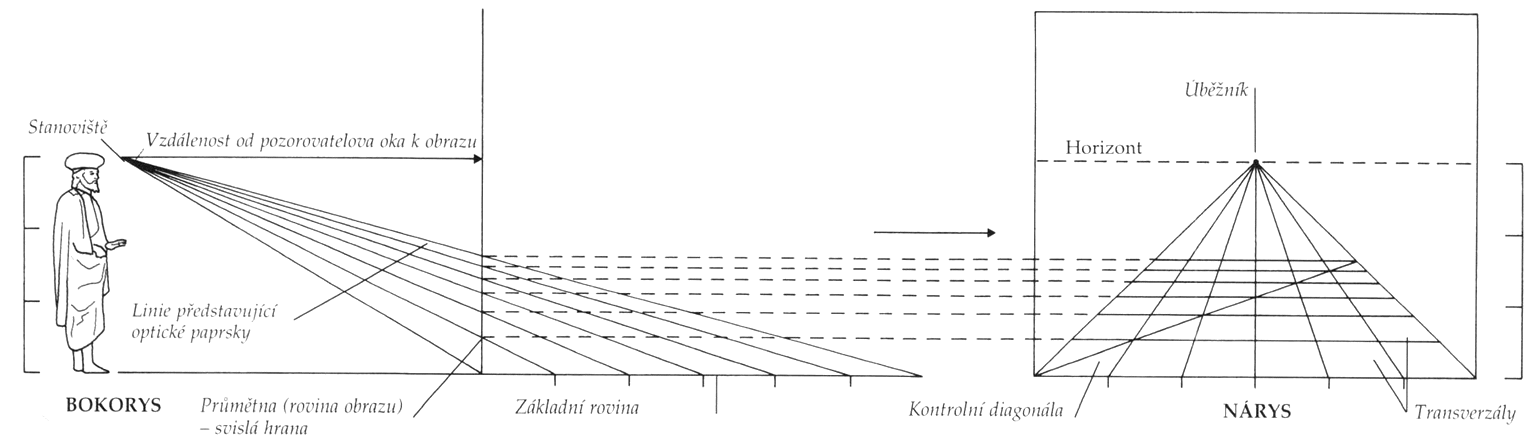 Stanoviště
Vzdálenost od pozorovatelova oka k obrazu
Linie představující
optické paprsky
BOKORYS
Průmětna (rovina obrazu)
– svislá hrana
Základní rovina
Úběžník
Horizont
Kontrolní diagonála
NÁRYS
Transverzály